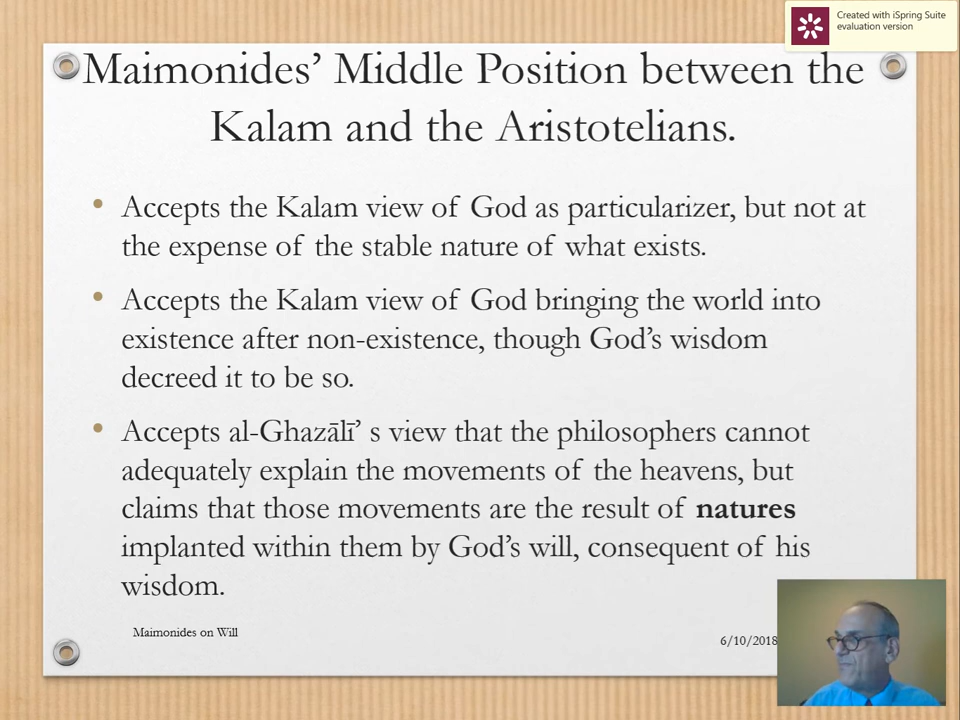 Created with iSpring Suite
evaluation version
Maimonides’ Middle Position between the
Kalam and the Aristotelians.
• Accepts the Kalam view of God as particularizer, but not at
the expense of the stable nature of what exists.
• Accepts the Kalam view of God bringing the world into
existence after non-existence, though God’s wisdom
decreed it to be so.
• Accepts al-Ghazālī’ s view that the philosophers cannot
adequately explain the movements of the heavens, but
claims that those movements are the result of natures
implanted within them by God’s will, consequent of his
wisdom.
Maimonides on Will
6/10/2018